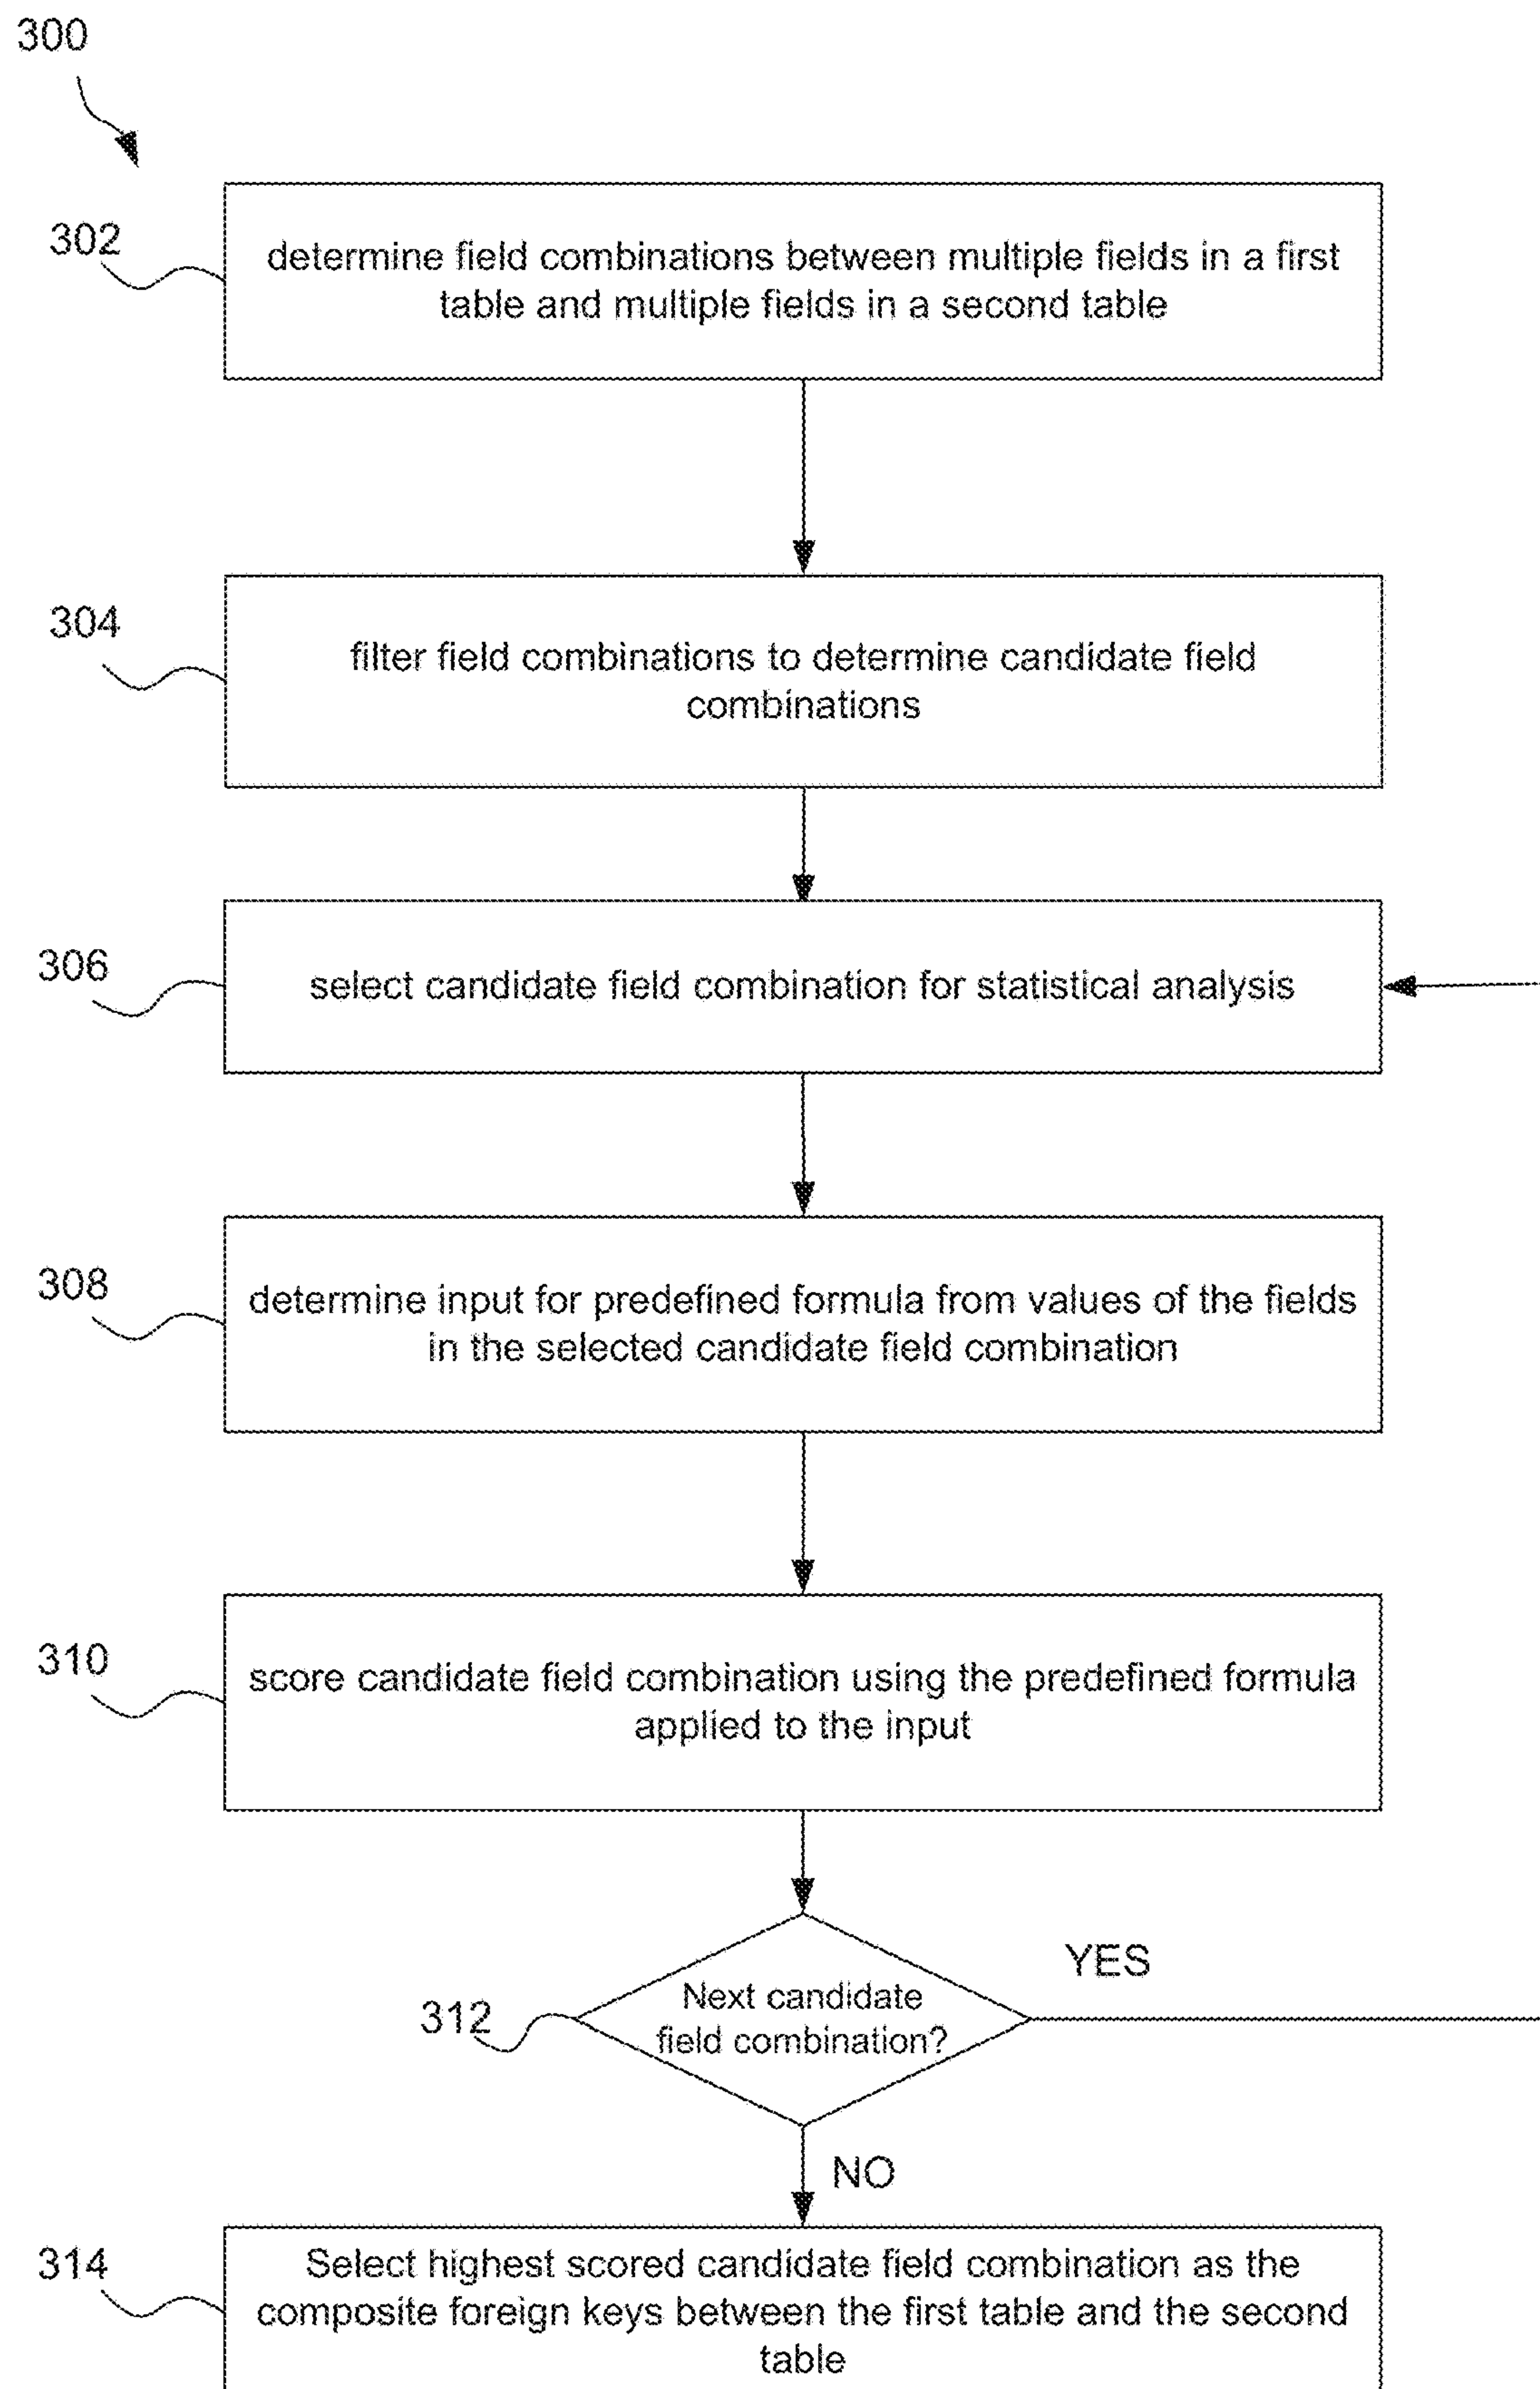 300
302
determine field combinations between multiple fields in a first
table and multiple fields in a second table
304
filter field combinations to determine candidate field
combinations
306
select candidate field combination for statistical analysis
308
determine input for predefined formula from values of the fields
in the selected candidate field combination
310
score candidate field combination using the predefined formula
applied to the input
YES
312
Next candidate
field combination?
NO
314
Select highest scored candidate field combination as the
composite foreign keys between the first table and the second
table